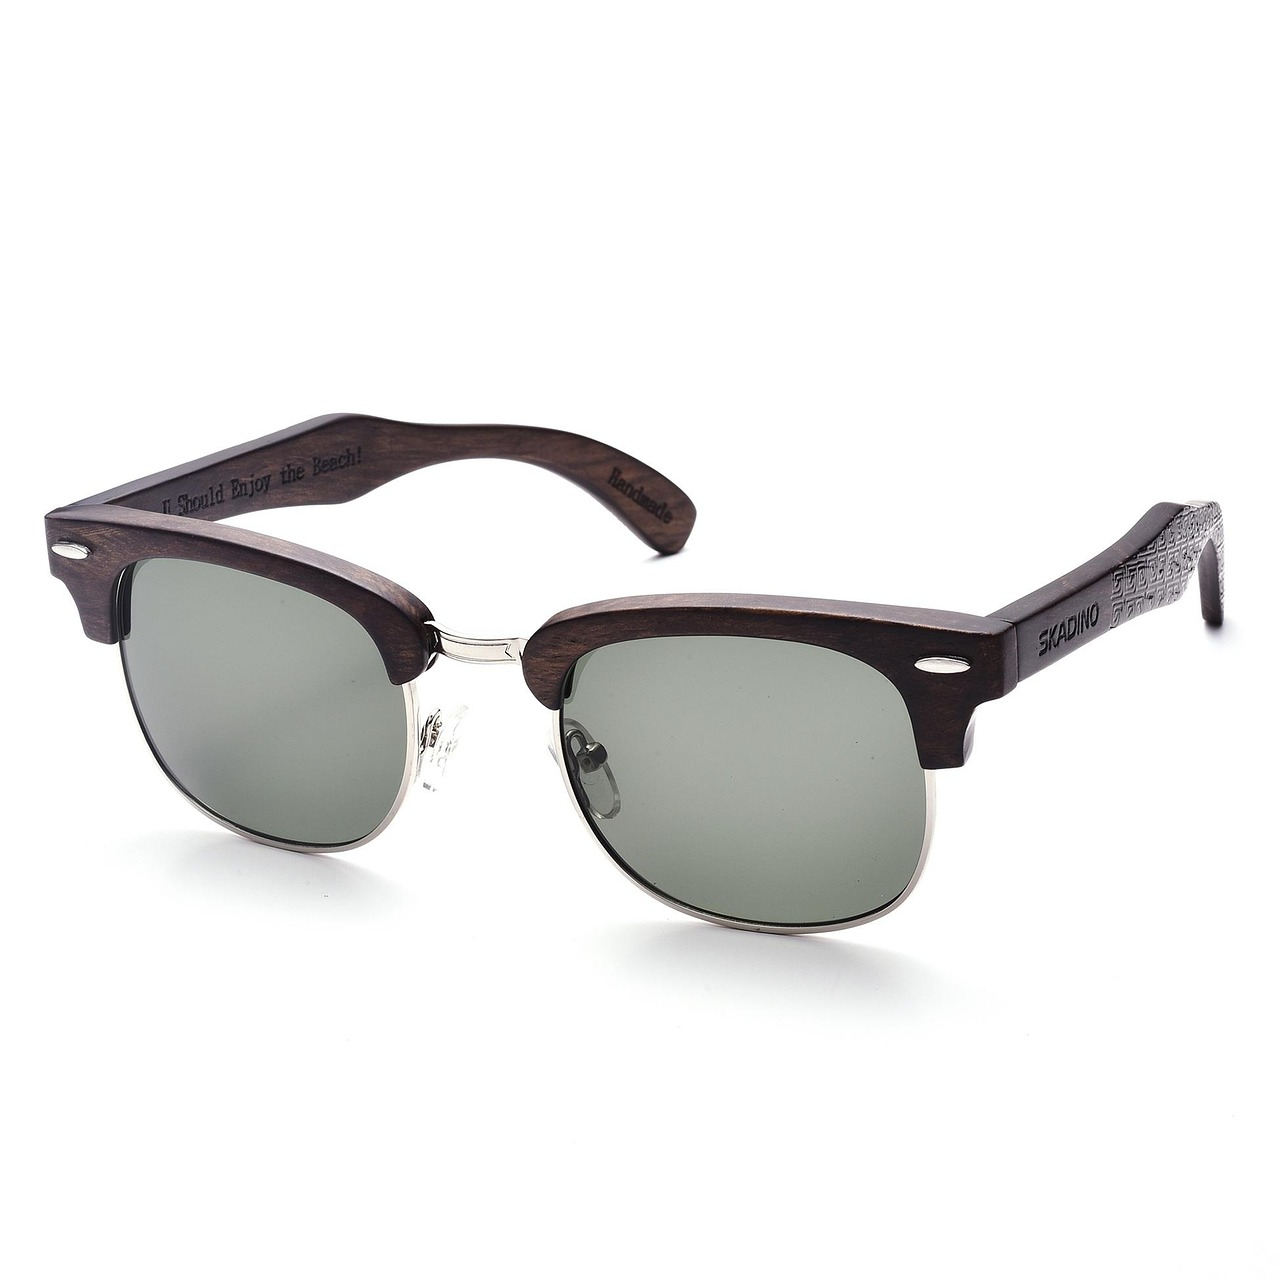 U Should Enjoy the Beach!
Handmade
SKADINO